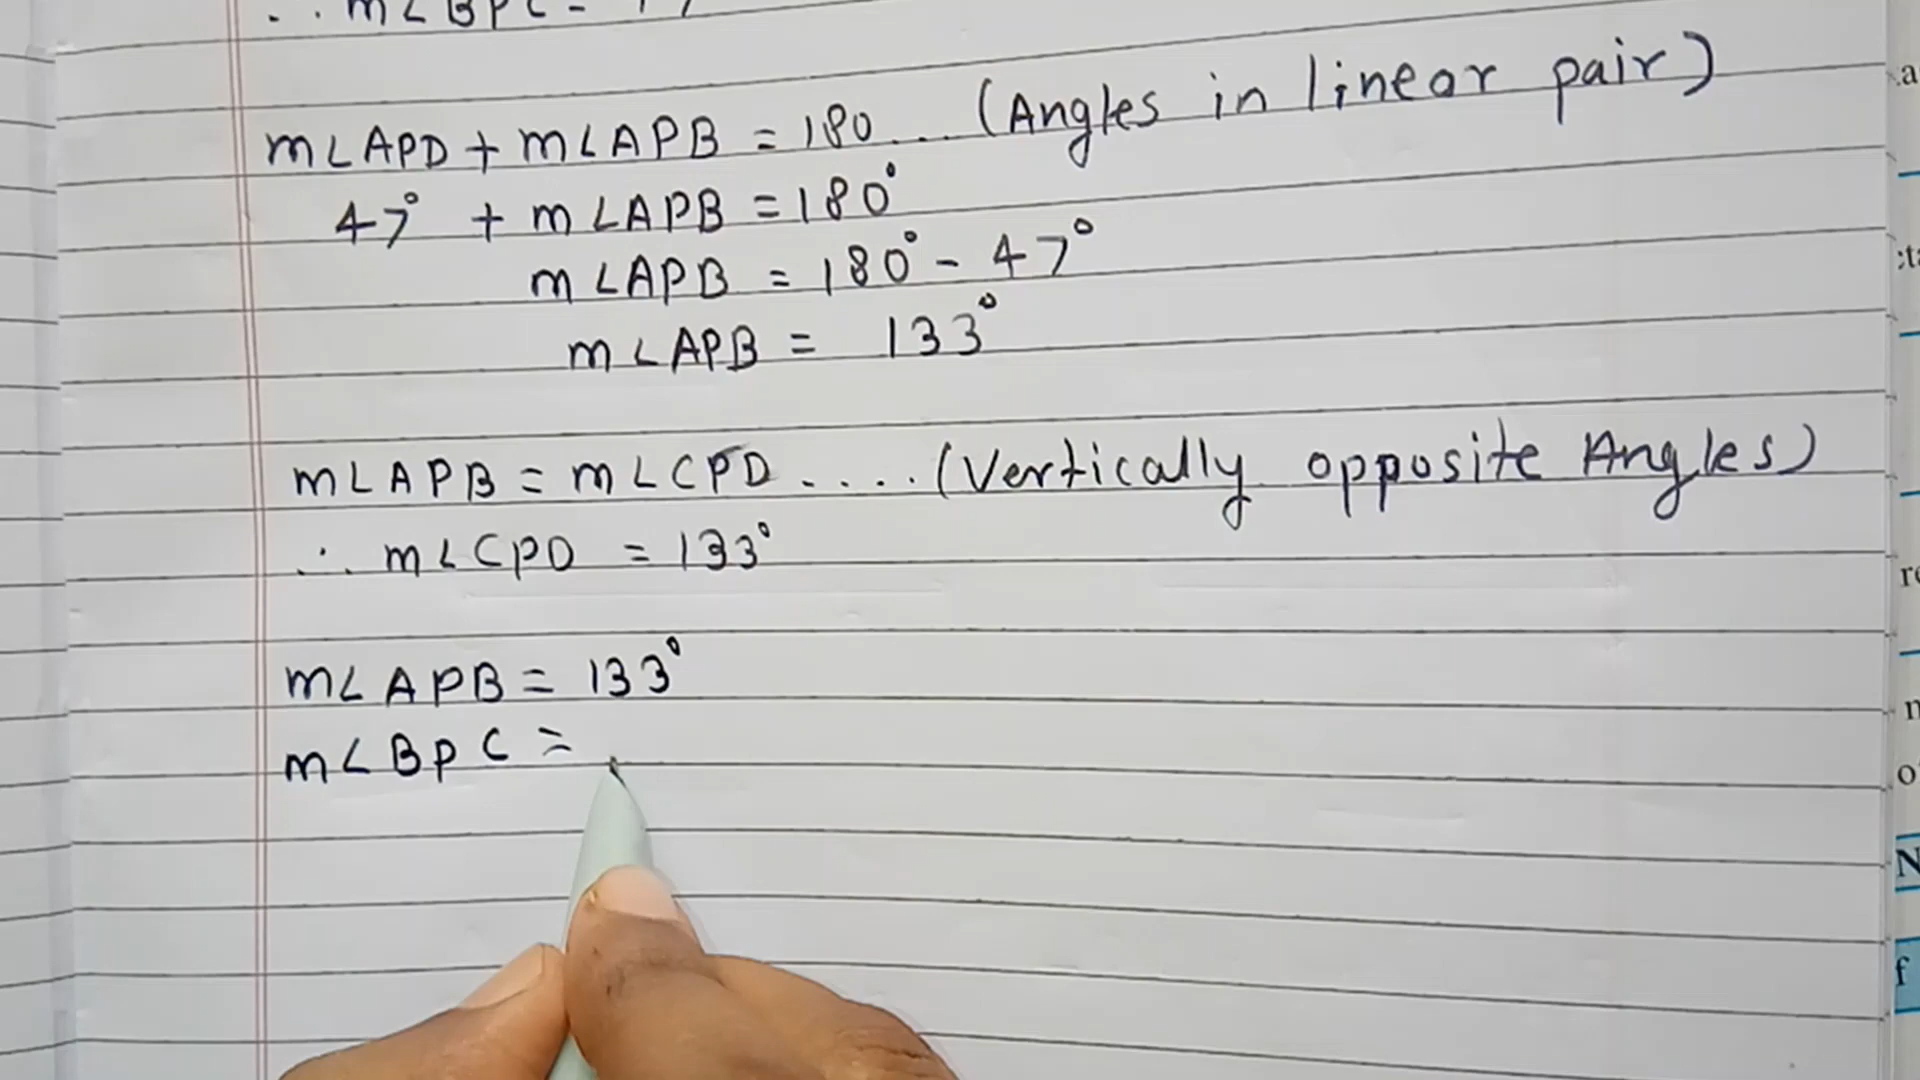 ∴ m∠BPC =
m∠APD + m∠APB = 180 ... (Angles in linear pair)
47° + m∠APB = 180°
m∠APB = 180° - 47°
m∠APB = 133°
m∠APB = m∠CPD .... (Vertically opposite Angles)
∴ m∠CPD = 133°
m∠APB = 133°
m∠BPC =